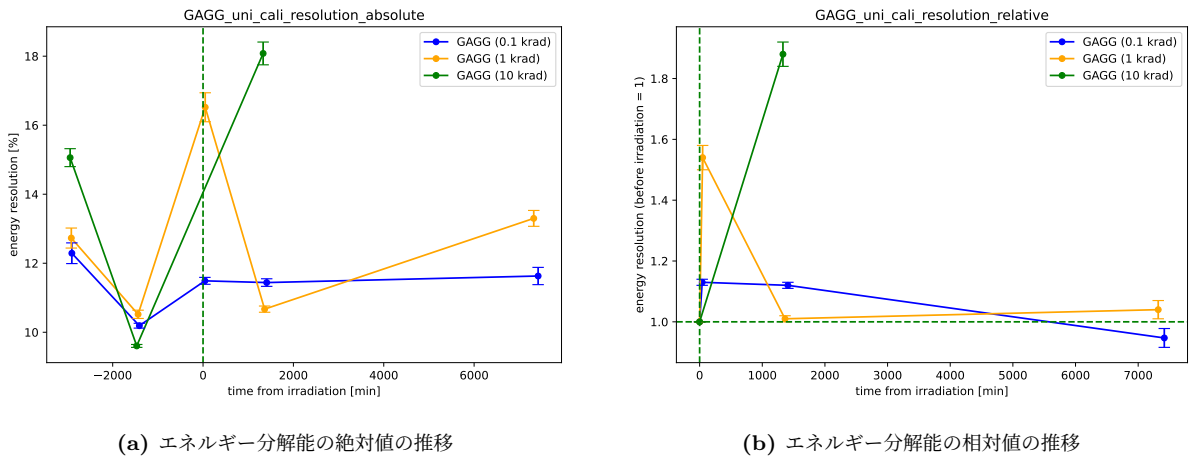 GAGG_uni_cali_resolution_absolute
18
16
14
12
10
energy resolution [%]
−2000
0
2000
4000
6000
time from irradiation [min]
GAGG (0.1 krad)
GAGG (1 krad)
GAGG (10 krad)
(a) エネルギー分解能の絶対値の推移
GAGG_uni_cali_resolution_relative
1.8
1.6
1.4
1.2
1.0
energy resolution (before irradiation = 1)
0
1000
2000
3000
4000
5000
6000
7000
time from irradiation [min]
GAGG (0.1 krad)
GAGG (1 krad)
GAGG (10 krad)
(b) エネルギー分解能の相対値の推移